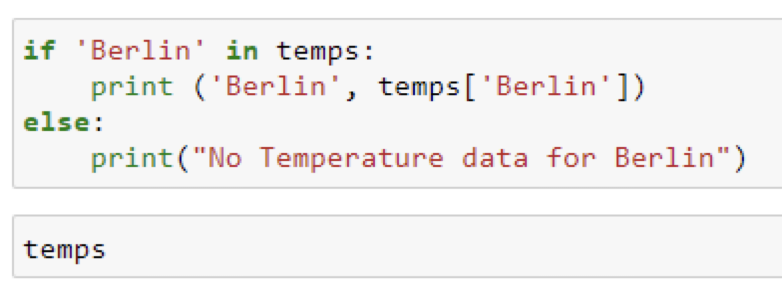 if 'Berlin' in temps:
    print ('Berlin', temps['Berlin'])
else:
    print("No Temperature data for Berlin")
temps